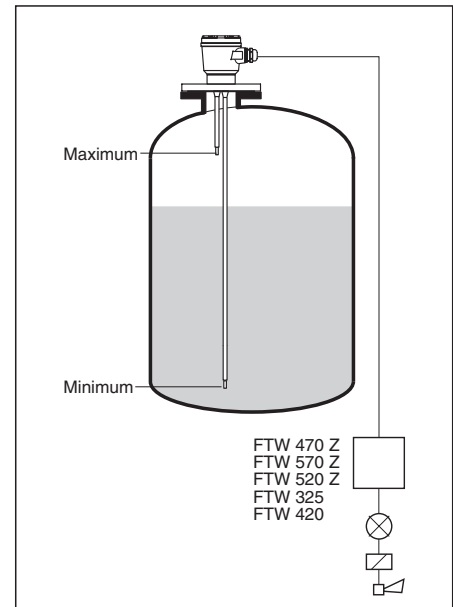 Maximum
Minimum
FTW 470 Z
FTW 570 Z
FTW 520 Z
FTW 325
FTW 420